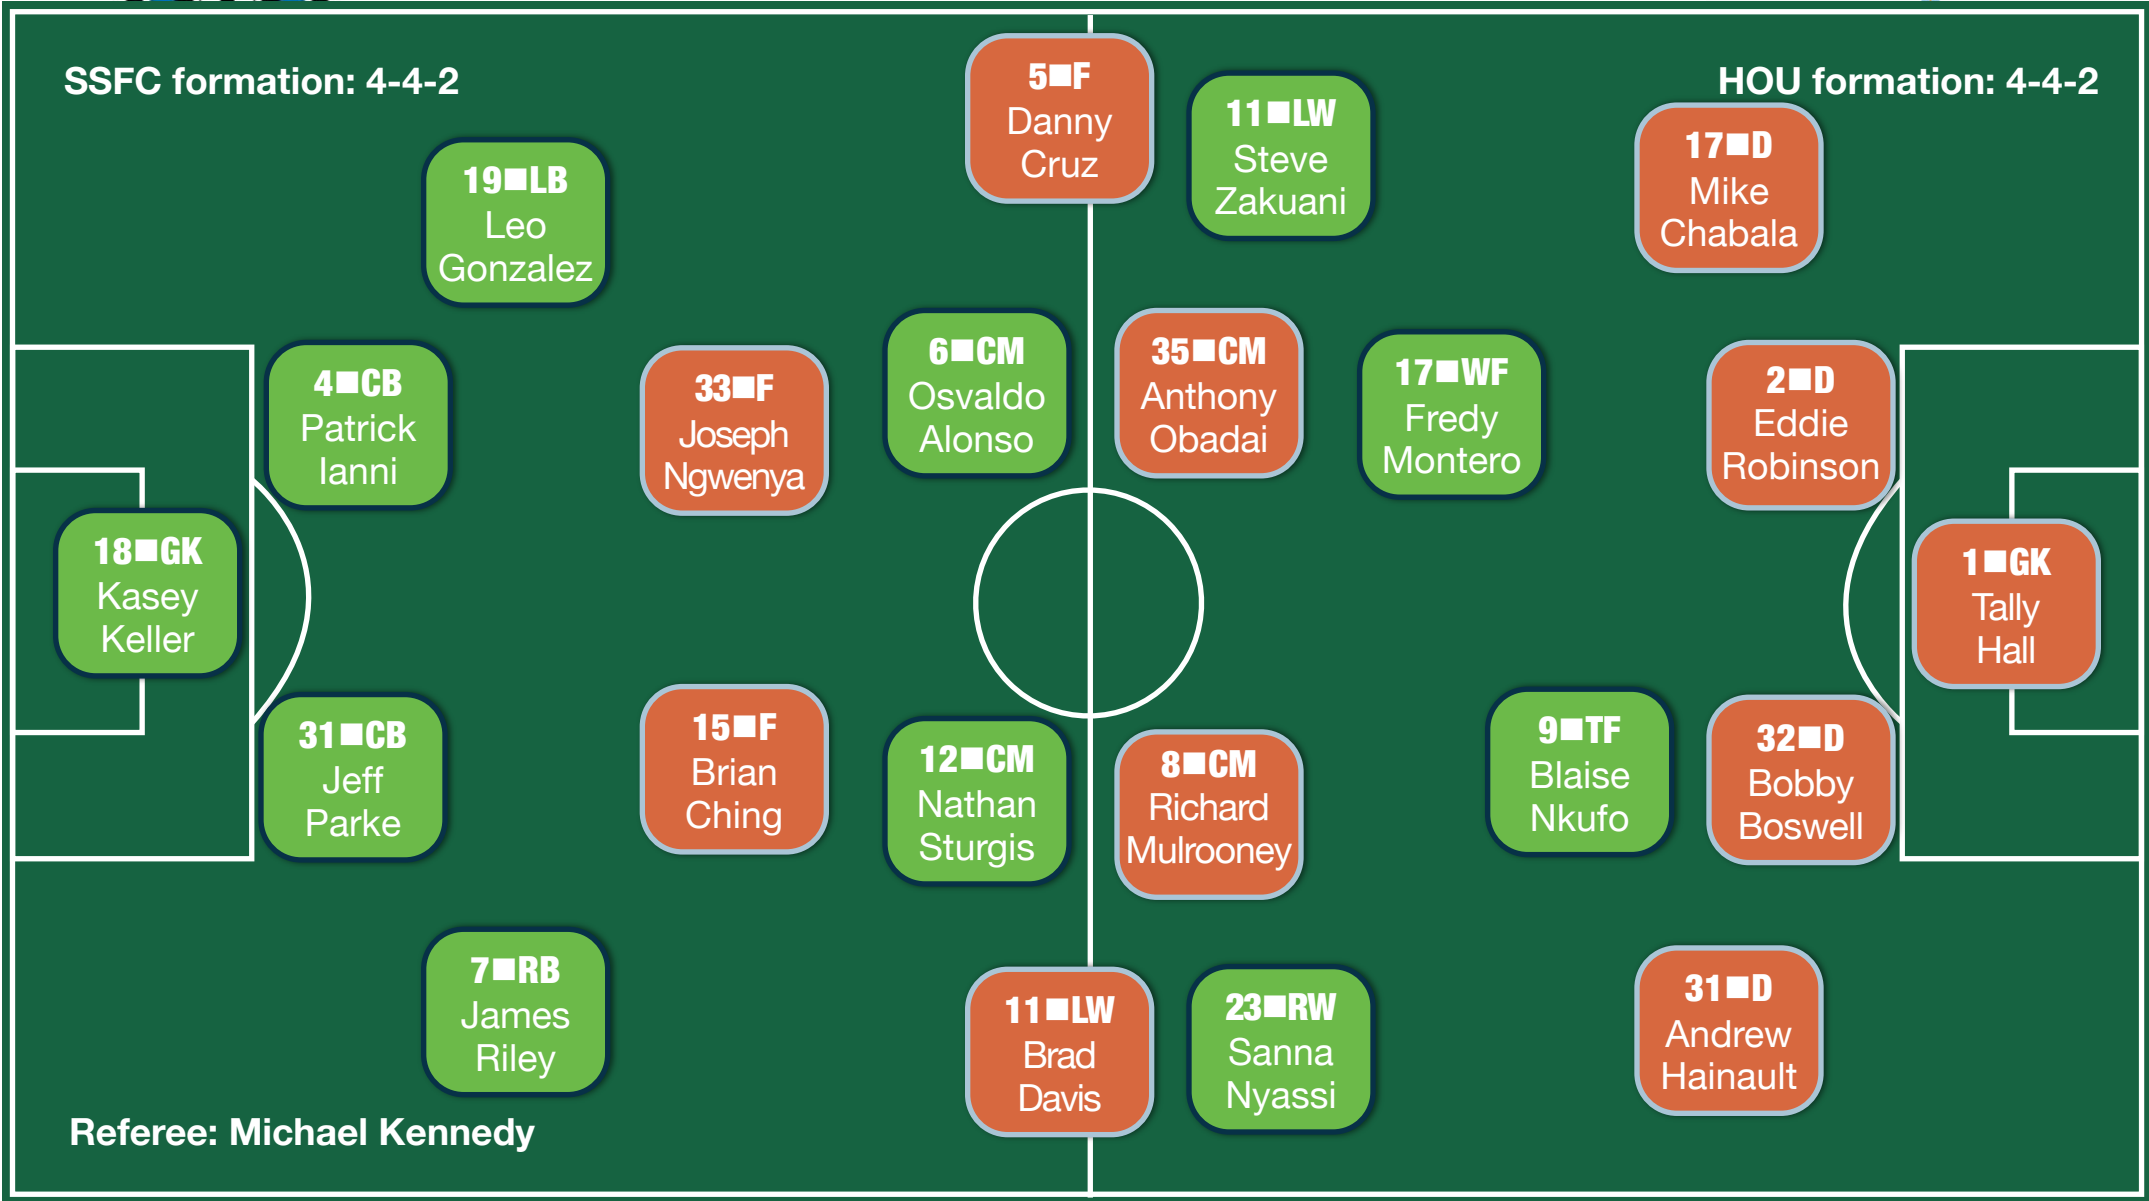 SSFC formation: 4-4-2
HOU formation: 4-4-2
5■F
Danny
Cruz
11■LW
Steve
Zakuani
17■D
Mike
Chabala
19■LB
Leo
Gonzalez
6■CM
Osvaldo
Alonso
35■CM
Anthony
Obadai
17■WF
Fredy
Montero
4■CB
Patrick
Ianni
33■F
Joseph
Ngwenya
2■D
Eddie
Robinson
18■GK
Kasey
Keller
1■GK
Tally
Hall
31■CB
Jeff
Parke
15■F
Brian
Ching
12■CM
Nathan
Sturgis
8■CM
Richard
Mulrooney
9■TF
Blaise
Nkufo
32■D
Bobby
Boswell
7■RB
James
Riley
11■LW
Brad
Davis
23■RW
Sanna
Nyassi
31■D
Andrew
Hainault
Referee: Michael Kennedy